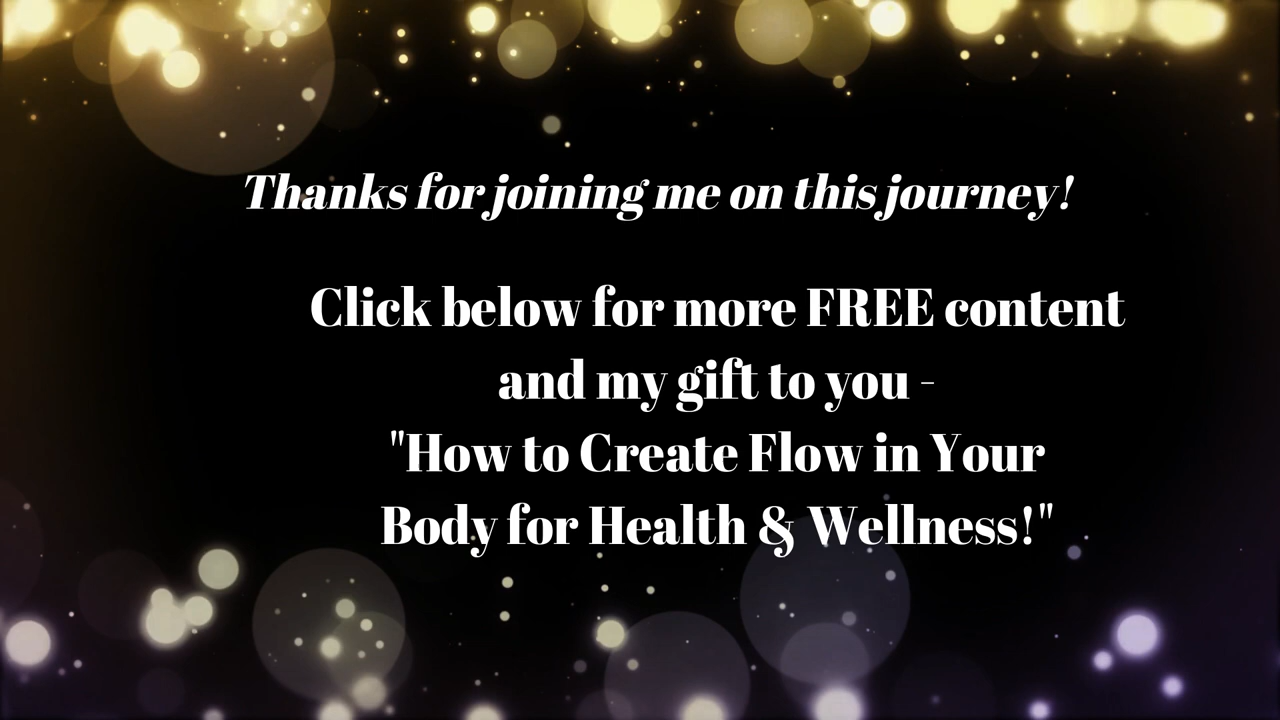 Thanks for joining me on this journey!
Click below for more FREE content
and my gift to you -
"How to Create Flow in Your
Body for Health & Wellness!"